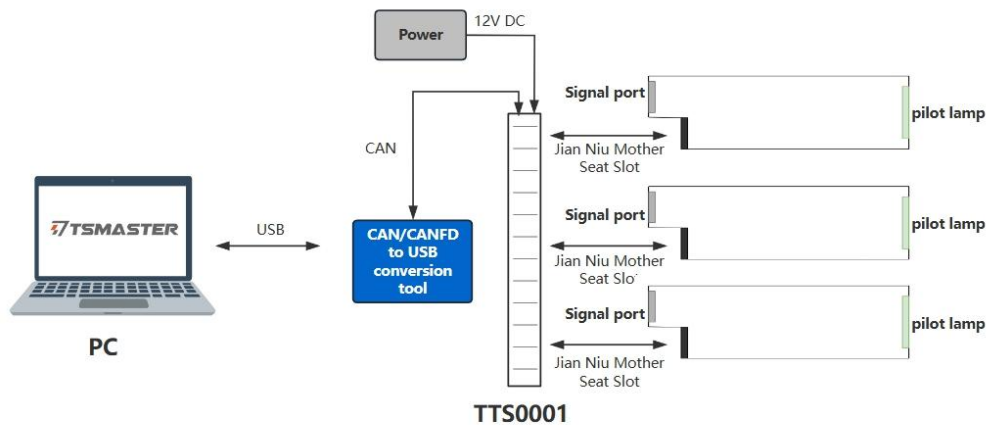 12V DC
Power
Signal port
pilot lamp
CAN
Jian Niu Mother
Seat Slot
TSMASTER
USB
CAN/CANFD
to USB
conversion
tool
Signal port
pilot lamp
Jian Niu Mother
Seat Slo
Signal port
pilot lamp
PC
Jian Niu Mother
Seat Slot
TTS0001